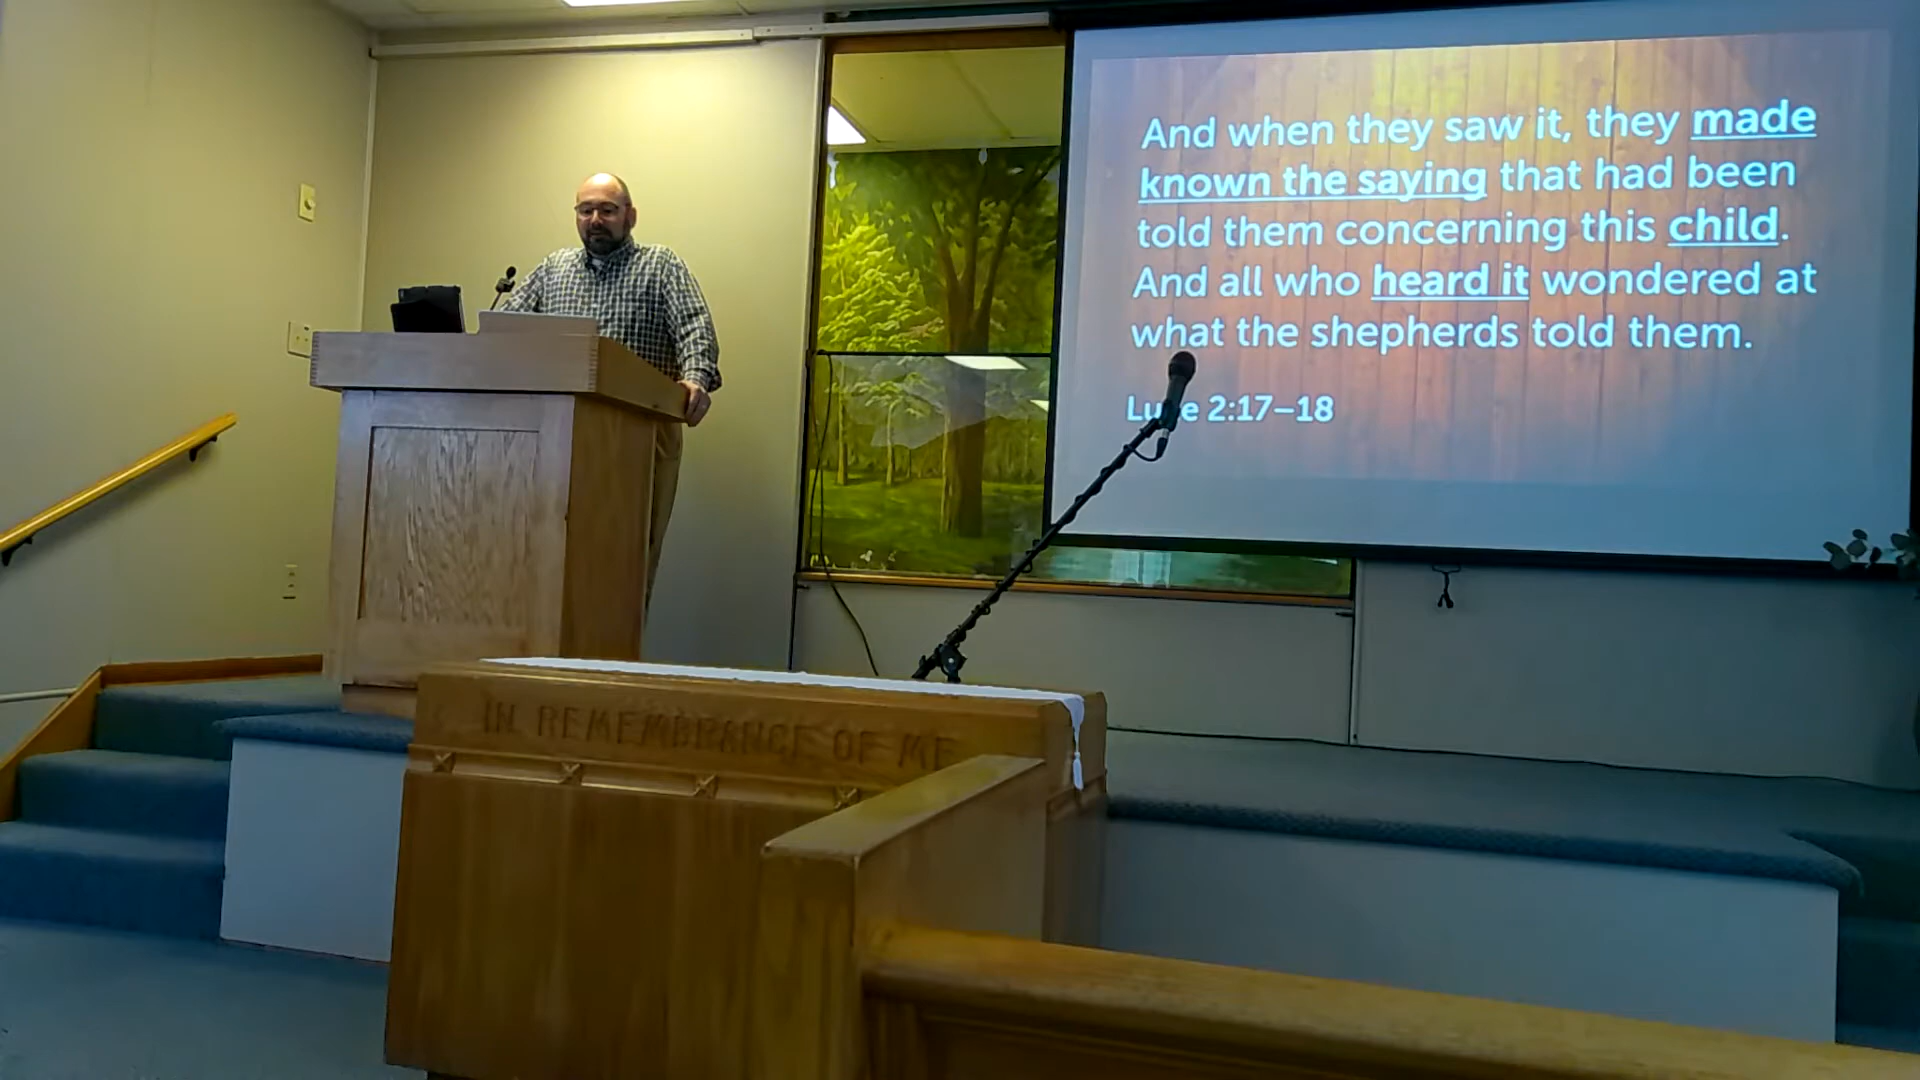 And when they saw it, they made
known the saying that had been
told them concerning this child.
And all who heard it wondered at
what the shepherds told them.
Luke 2:17–18
IN REMEMBRANCE OF ME